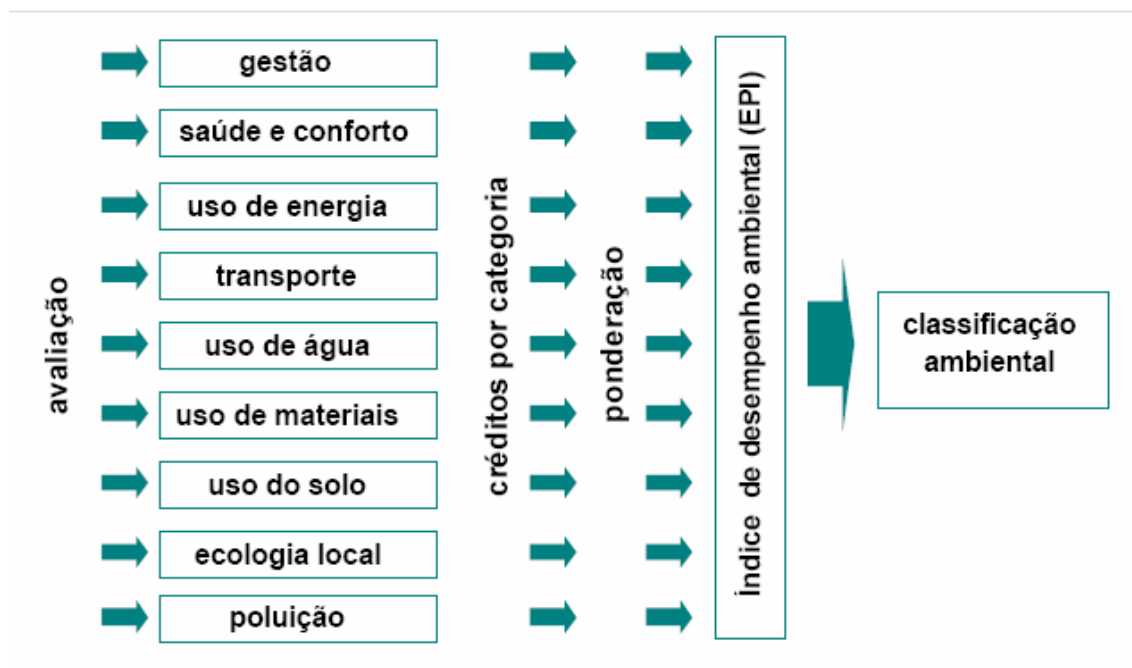 avaliação
gestão
saúde e conforto
uso de energia
transporte
uso de água
uso de materiais
uso do solo
ecologia local
poluição
créditos por categoria
ponderação
Índice de desempenho ambiental (EPI)
classificação
ambiental